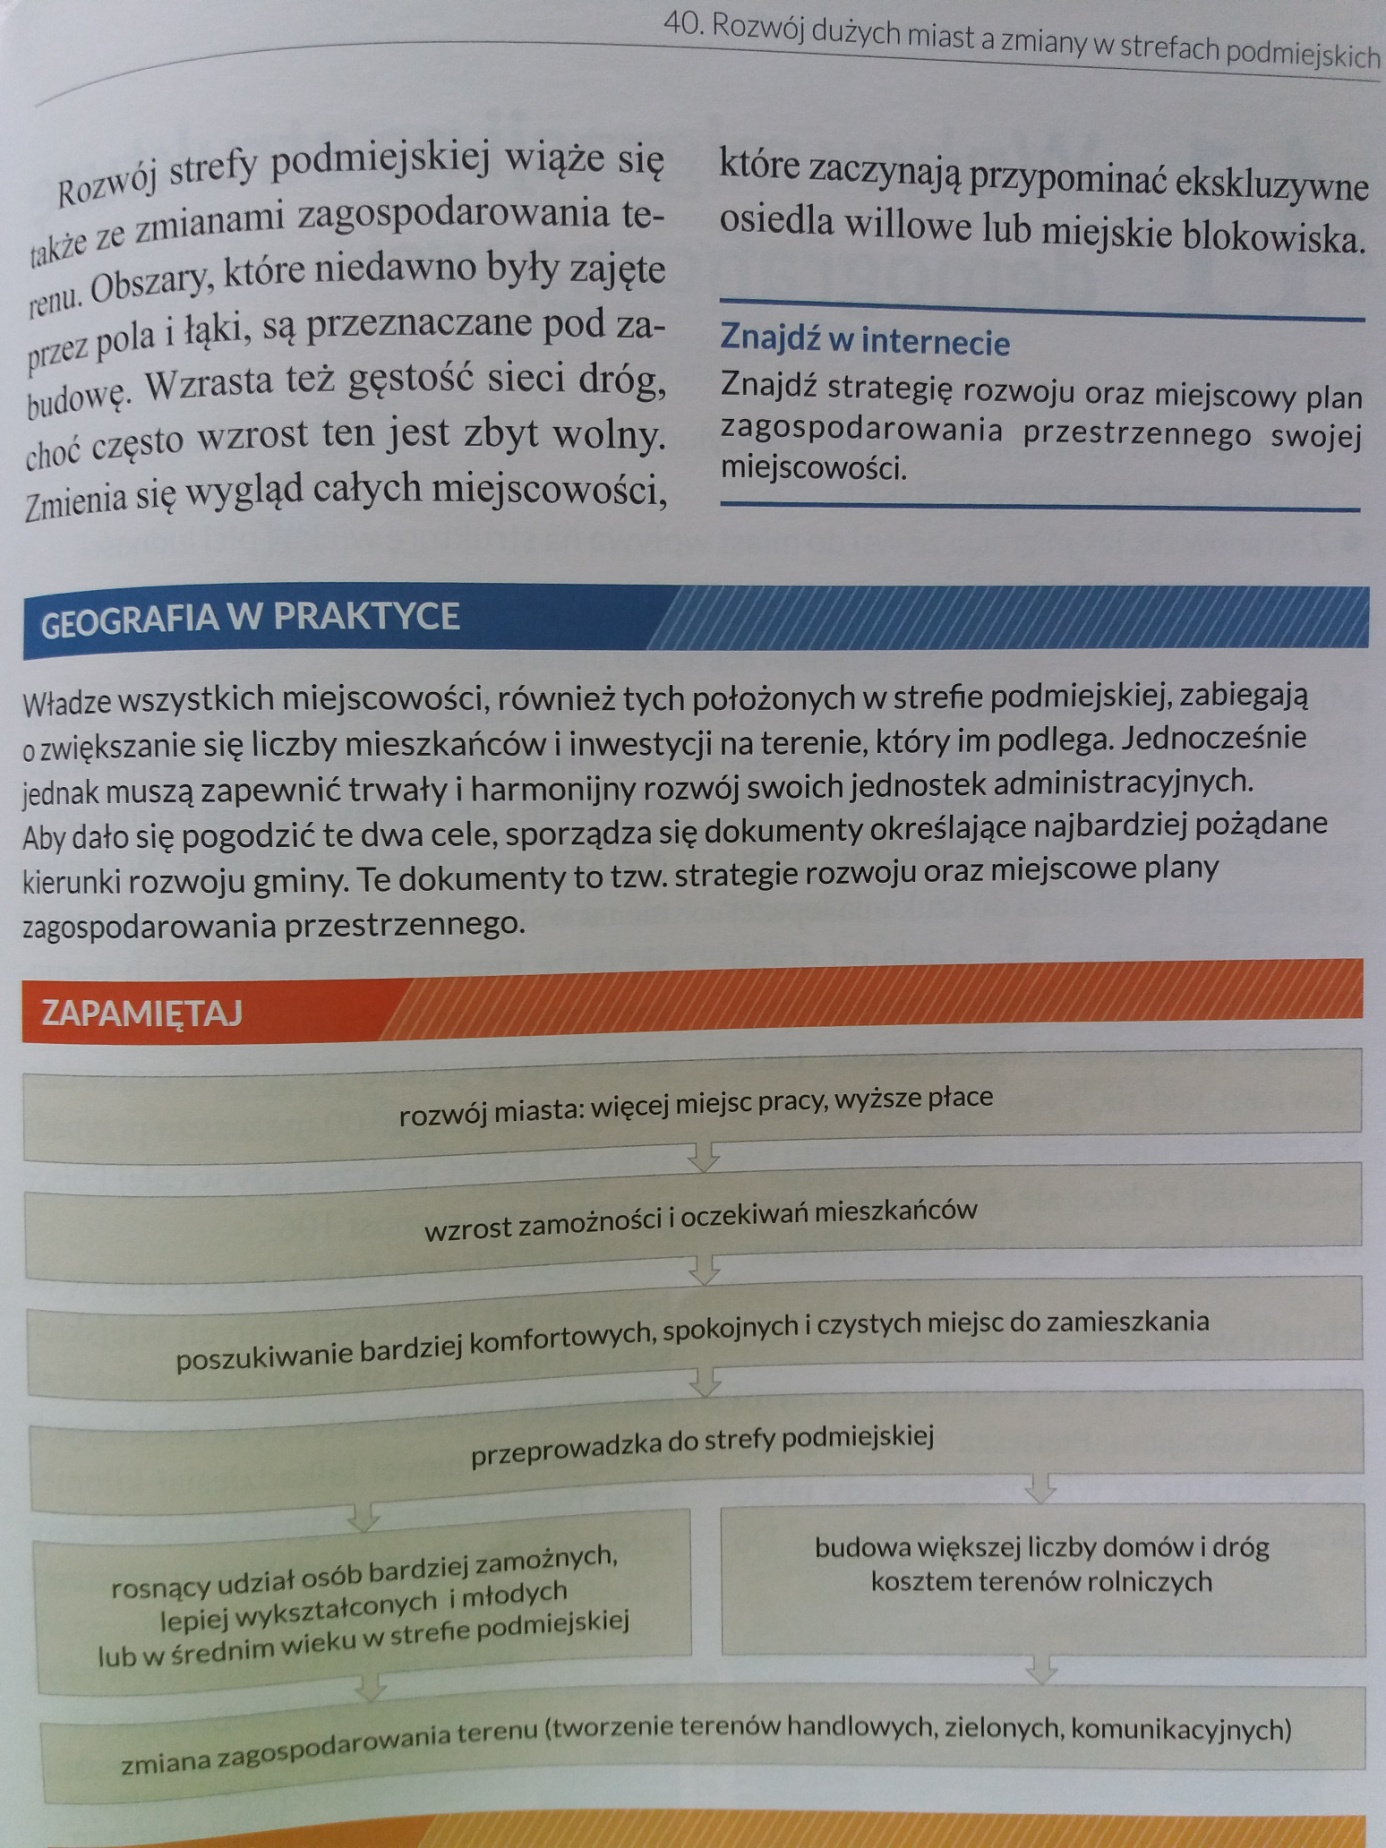 40. Rozwój dużych miast a zmiany w strefach podmiejskich
Rozwój strefy podmiejskiej wiąże się
także ze zmianami zagospodarowania te-
renu. Obszary, które niedawno były zajęte
przez pola i łąki, są przeznaczane pod za-
budowę. Wzrasta też gęstość sieci dróg,
choć często wzrost ten jest zbyt wolny.
Zmienia się wygląd całych miejscowości,
które zaczynają przypominać ekskluzywne
osiedla willowe lub miejskie blokowiska.
Znajdź w internecie
Znajdź strategię rozwoju oraz miejscowy plan
zagospodarowania przestrzennego swojej
miejscowości.
GEOGRAFIA W PRAKTYCE
Władze wszystkich miejscowości, również tych położonych w strefie podmiejskiej, zabiegają
o zwiększanie się liczby mieszkańców i inwestycji na terenie, który im podlega. Jednocześnie
jednak muszą zapewnić trwały i harmonijny rozwój swoich jednostek administracyjnych.
Aby dało się pogodzić te dwa cele, sporządza się dokumenty określające najbardziej pożądane
kierunki rozwoju gminy. Te dokumenty to tzw. strategie rozwoju oraz miejscowe plany
zagospodarowania przestrzennego.
ZAPAMIĘTAJ
rozwój miasta: więcej miejsc pracy, wyższe płace
wzrost zamożności i oczekiwań mieszkańców
poszukiwanie bardziej komfortowych, spokojnych i czystych miejsc do zamieszkania
przeprowadzka do strefy podmiejskiej
rosnący udział osób bardziej zamożnych,
lepiej wykształconych i młodych
lub w średnim wieku w strefie podmiejskiej
budowa większej liczby domów i dróg
kosztem terenów rolniczych
zmiana zagospodarowania terenu (tworzenie terenów handlowych, zielonych, komunikacyjnych)